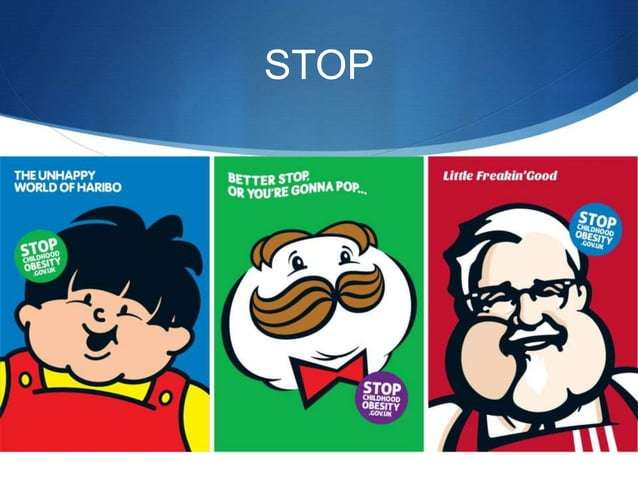 STOP
THE UNHAPPY
WORLD OF HARIBO
STOP
CHILDHOOD
OBESITY
.GOV.UK
BETTER STOP.
OR YOU'RE GONNA POP...
STOP
CHILDHOOD
OBESITY
.GOV.UK
Little Freakin'Good
STOP
CHILDHOOD
OBESITY
.GOV.UK